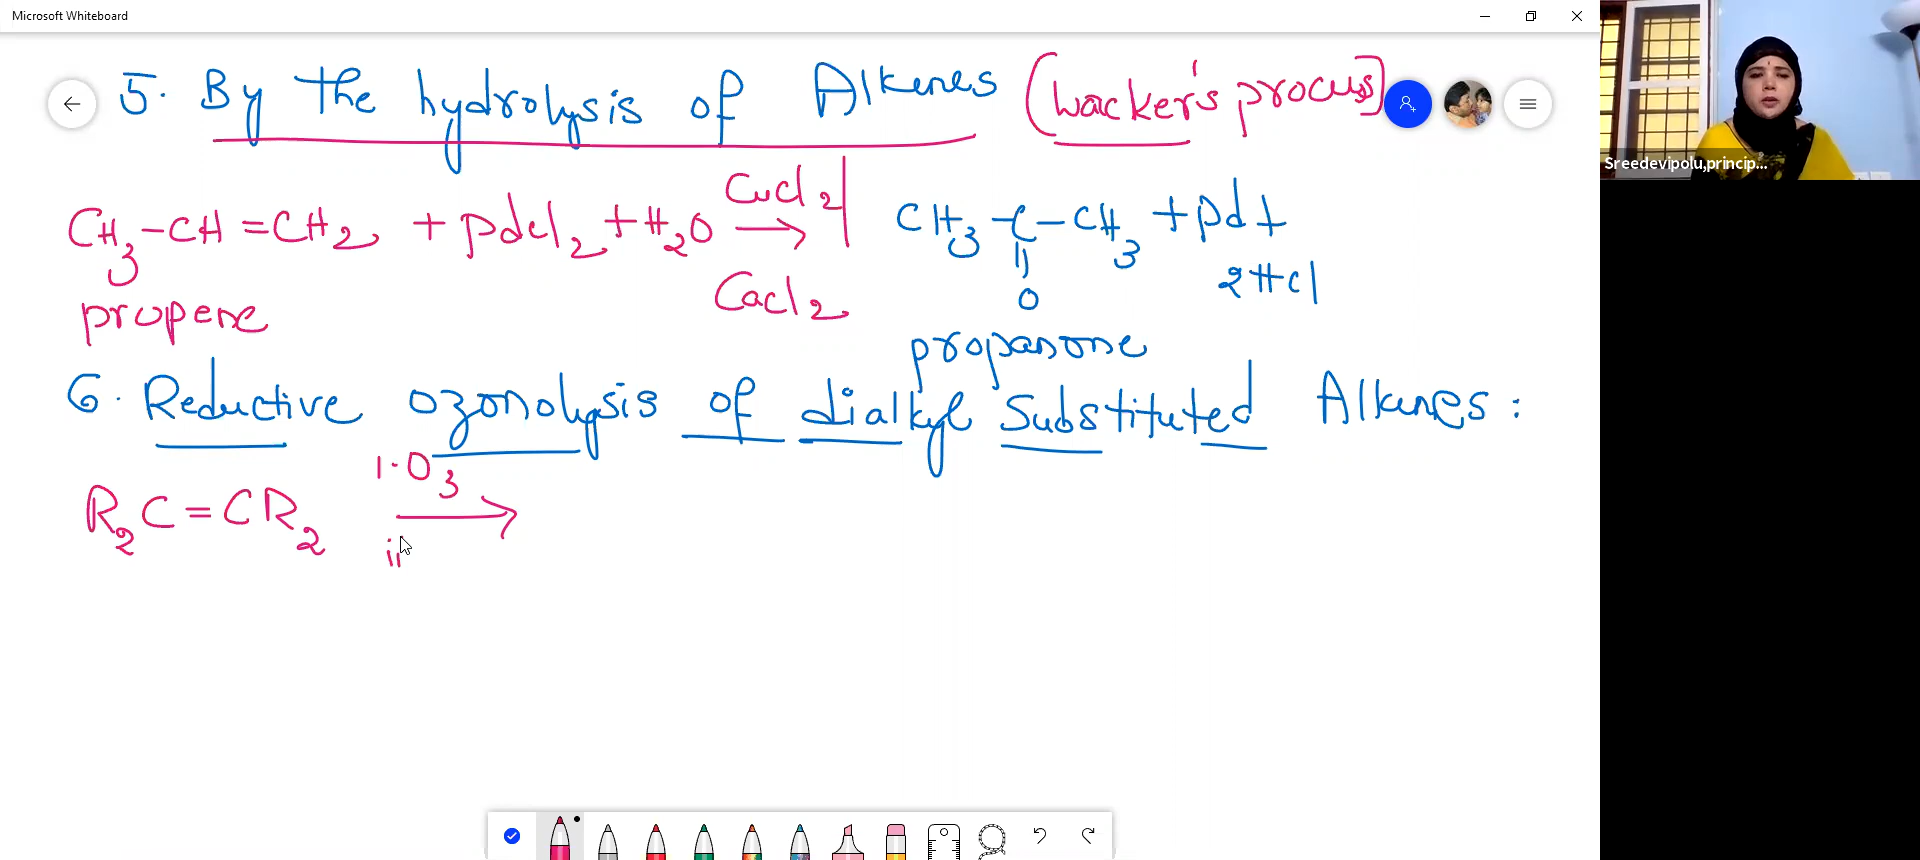 Microsoft Whiteboard
5. By the hydrolysis of Alkenes (wacker's process)
CH3-CH=CH2 + pdcl2 + H2O CuCl2 → CH3-C-CH3 + pd +
Cacl2 || 2Hcl
O
propene propanone
6. Reductive ozonolysis of dialkyl Substituted Alkenes:
1. O3
R2C=CR2 →
ii
Sreedevipolu,princip...